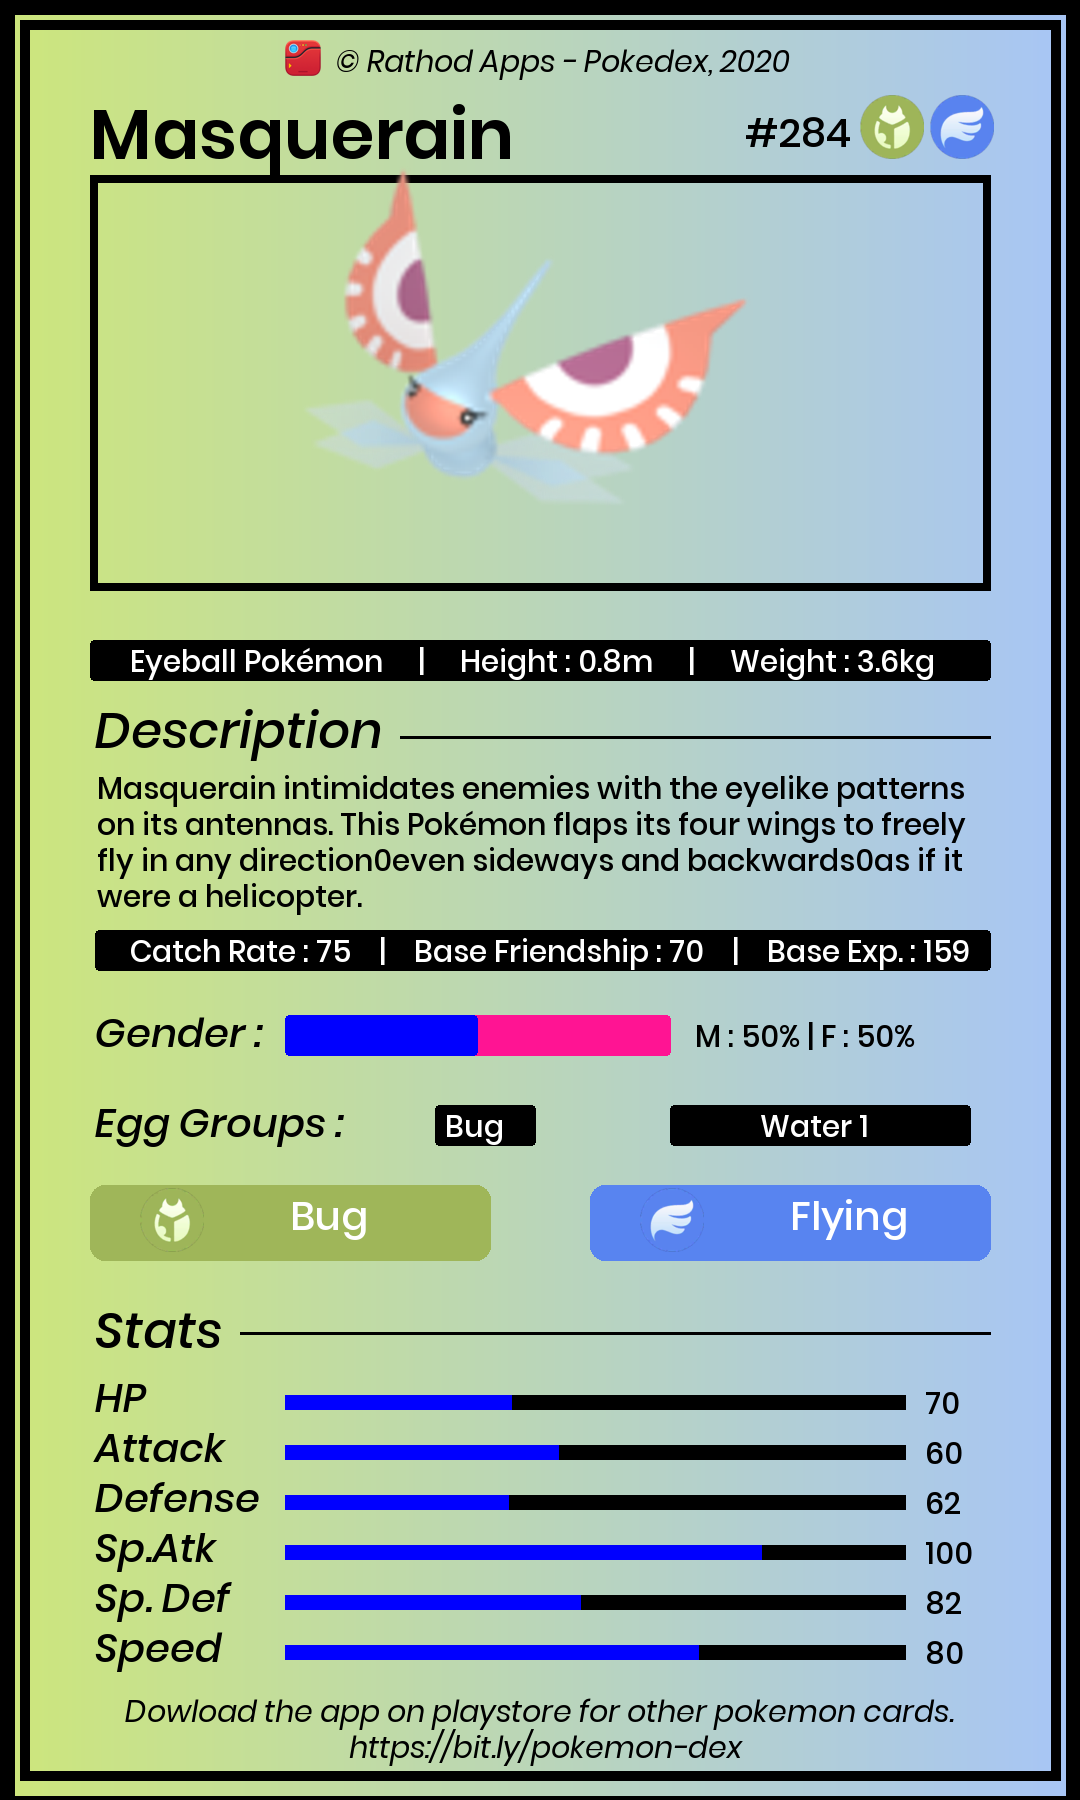 © Rathod Apps - Pokedex, 2020
Masquerain #284
Eyeball Pokémon | Height : 0.8m | Weight : 3.6kg
Description
Masquerain intimidates enemies with the eyelike patterns
on its antennas. This Pokémon flaps its four wings to freely
fly in any direction0even sideways and backwards0as if it
were a helicopter.
Catch Rate : 75 | Base Friendship : 70 | Base Exp. : 159
Gender : M : 50% | F : 50%
Egg Groups : Bug Water 1
Bug Flying
Stats
HP 70
Attack 60
Defense 62
Sp.Atk 100
Sp. Def 82
Speed 80
Dowload the app on playstore for other pokemon cards.
https://bit.ly/pokemon-dex